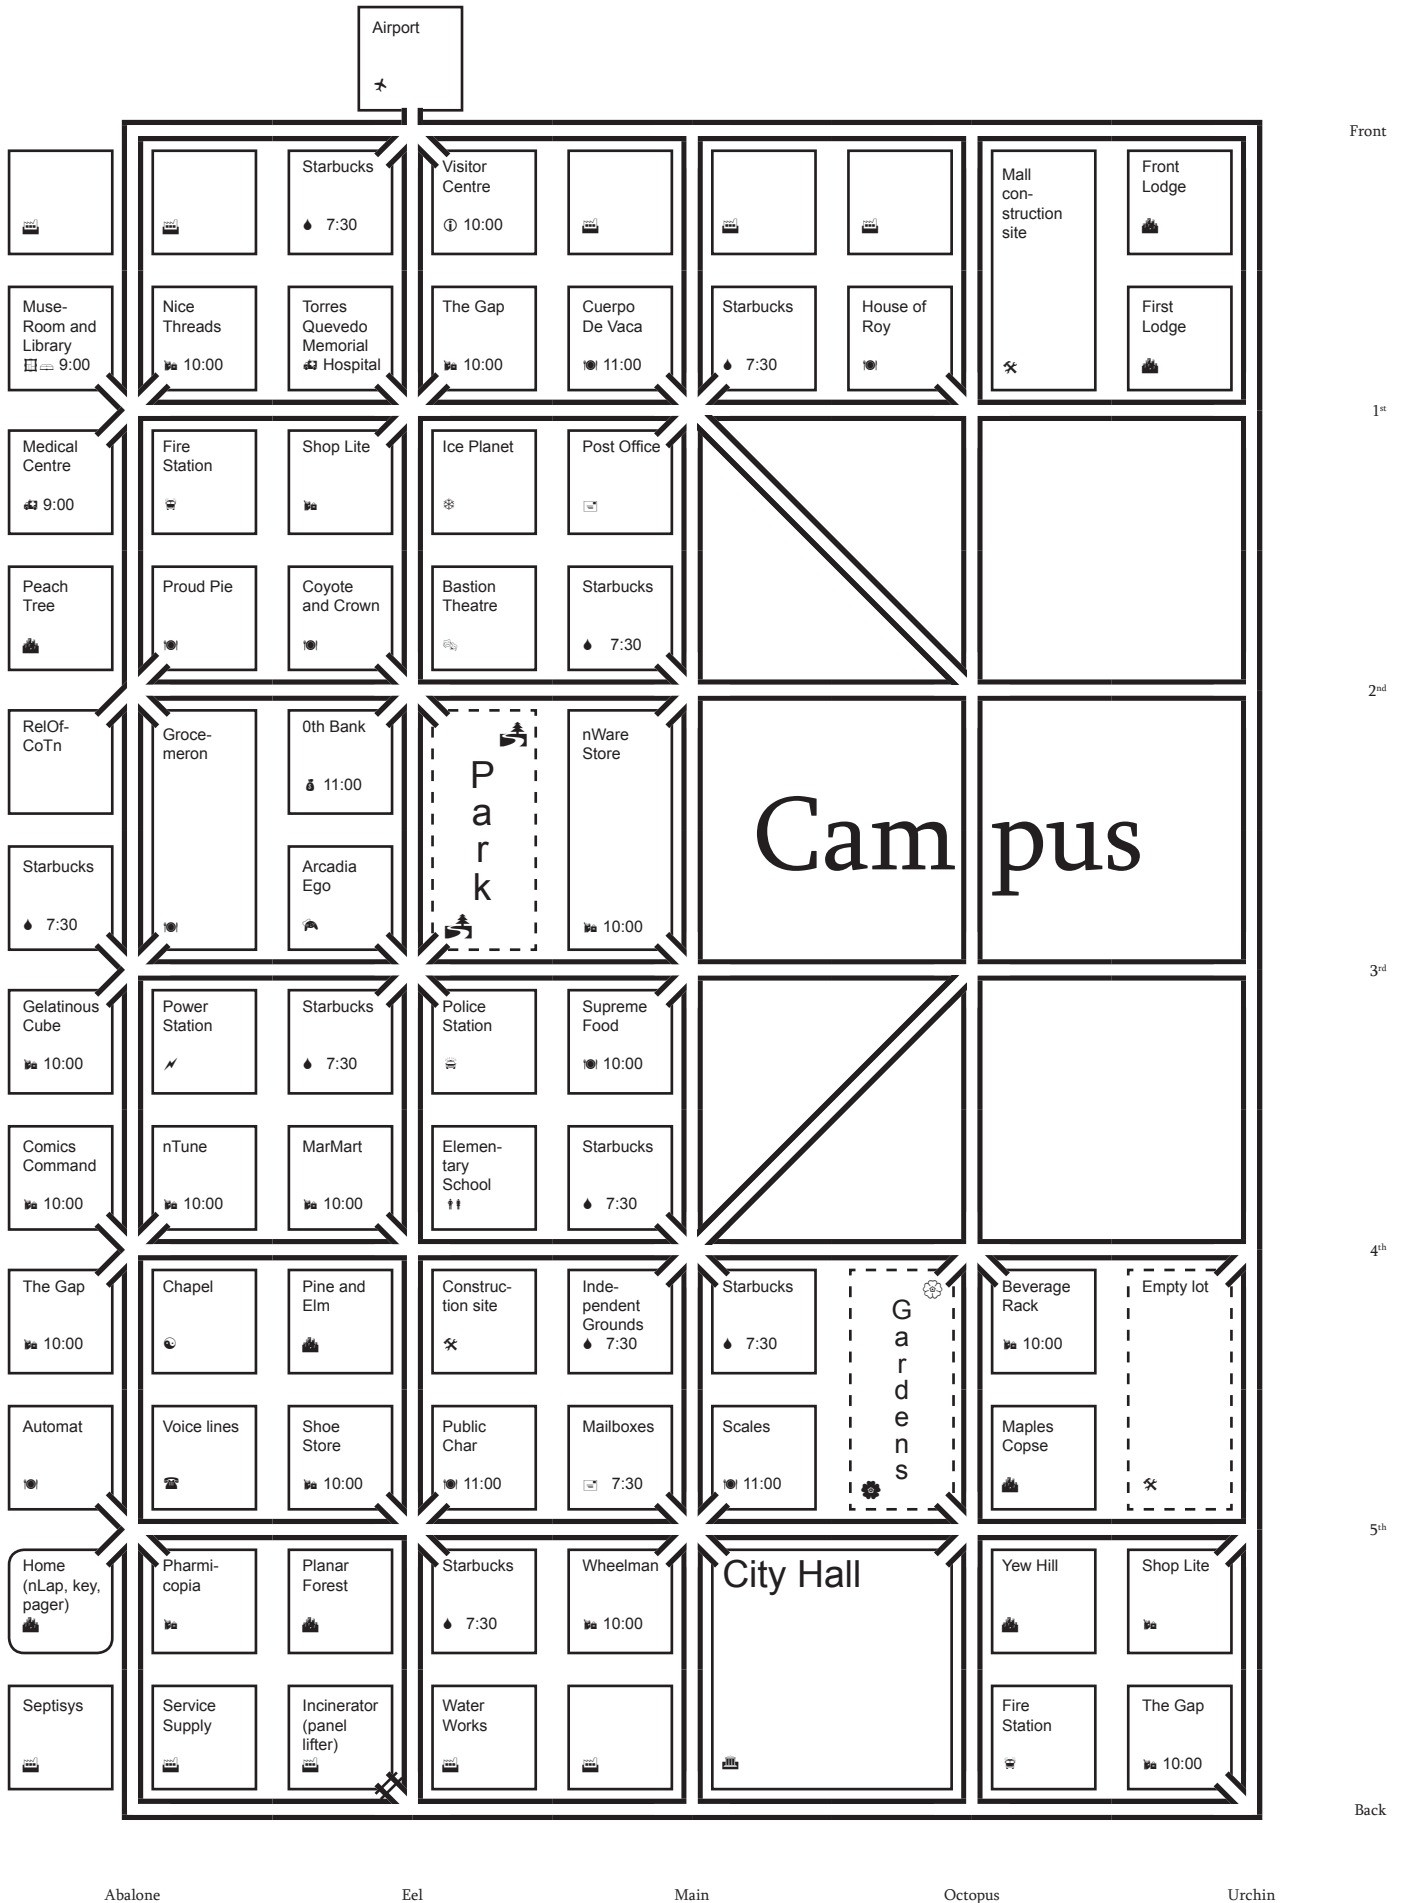 Airport
Front
Starbucks
7:30
Visitor
Centre
10:00
Mall
con-
struction
site
Front
Lodge
Muse-
Room and
Library
9:00
Nice
Threads
10:00
Torres
Quevedo
Memorial
Hospital
The Gap
10:00
Cuerpo
De Vaca
11:00
Starbucks
7:30
House of
Roy
First
Lodge
1st
Medical
Centre
9:00
Fire
Station
Shop Lite
Ice Planet
Post Office
Peach
Tree
Proud Pie
Coyote
and Crown
Bastion
Theatre
Starbucks
7:30
2nd
RelOf-
CoTn
Groce-
meron
0th Bank
11:00
Park
nWare
Store
10:00
Campus
Starbucks
7:30
Arcadia
Ego
3rd
Gelatinous
Cube
10:00
Power
Station
Starbucks
7:30
Police
Station
Supreme
Food
10:00
Comics
Command
10:00
nTune
10:00
MarMart
10:00
Elemen-
tary
School
Starbucks
7:30
4th
The Gap
10:00
Chapel
Pine and
Elm
Construc-
tion site
Inde-
pendent
Grounds
7:30
Starbucks
7:30
Gardens
Beverage
Rack
10:00
Empty lot
Automat
Voice lines
Shoe
Store
10:00
Public
Char
11:00
Mailboxes
7:30
Scales
11:00
Maples
Copse
5th
Home
(nLap, key,
pager)
Pharmi-
copia
Planar
Forest
Starbucks
7:30
Wheelman
10:00
City Hall
Yew Hill
Shop Lite
Septisys
Service
Supply
Incinerator
(panel
lifter)
Water
Works
Fire
Station
The Gap
10:00
Back
Abalone
Eel
Main
Octopus
Urchin